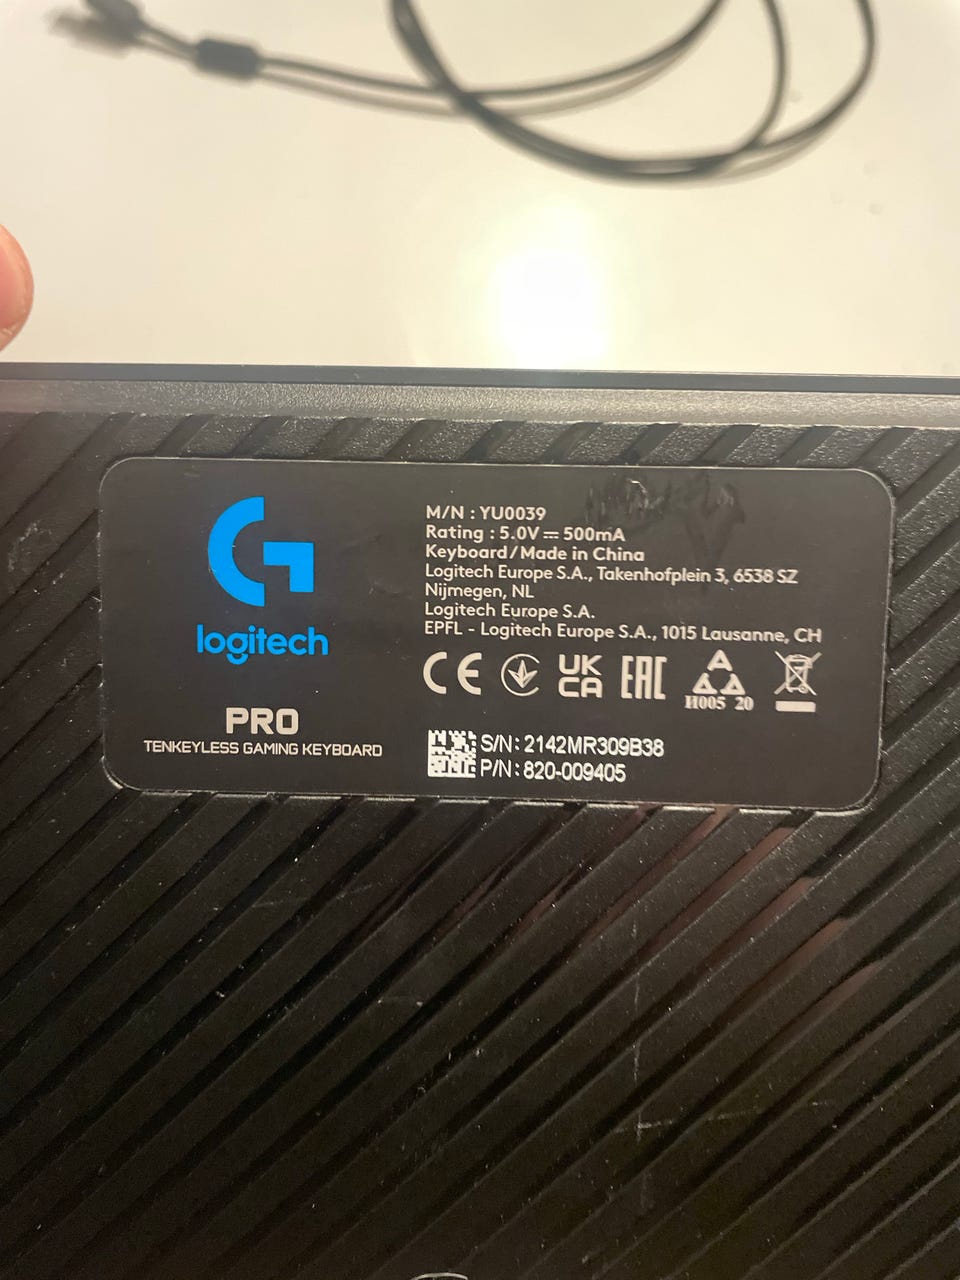 logitech
PRO
TENKEYLESS GAMING KEYBOARD
M/N : YU0039
Rating : 5.0V ⎓ 500mA
Keyboard/Made in China
Logitech Europe S.A., Takenhofplein 3, 6538 SZ
Nijmegen, NL
Logitech Europe S.A.
EPFL - Logitech Europe S.A., 1015 Lausanne, CH
CE UK CA EAC
H005 20
S/N: 2142MR309B38
P/N: 820-009405